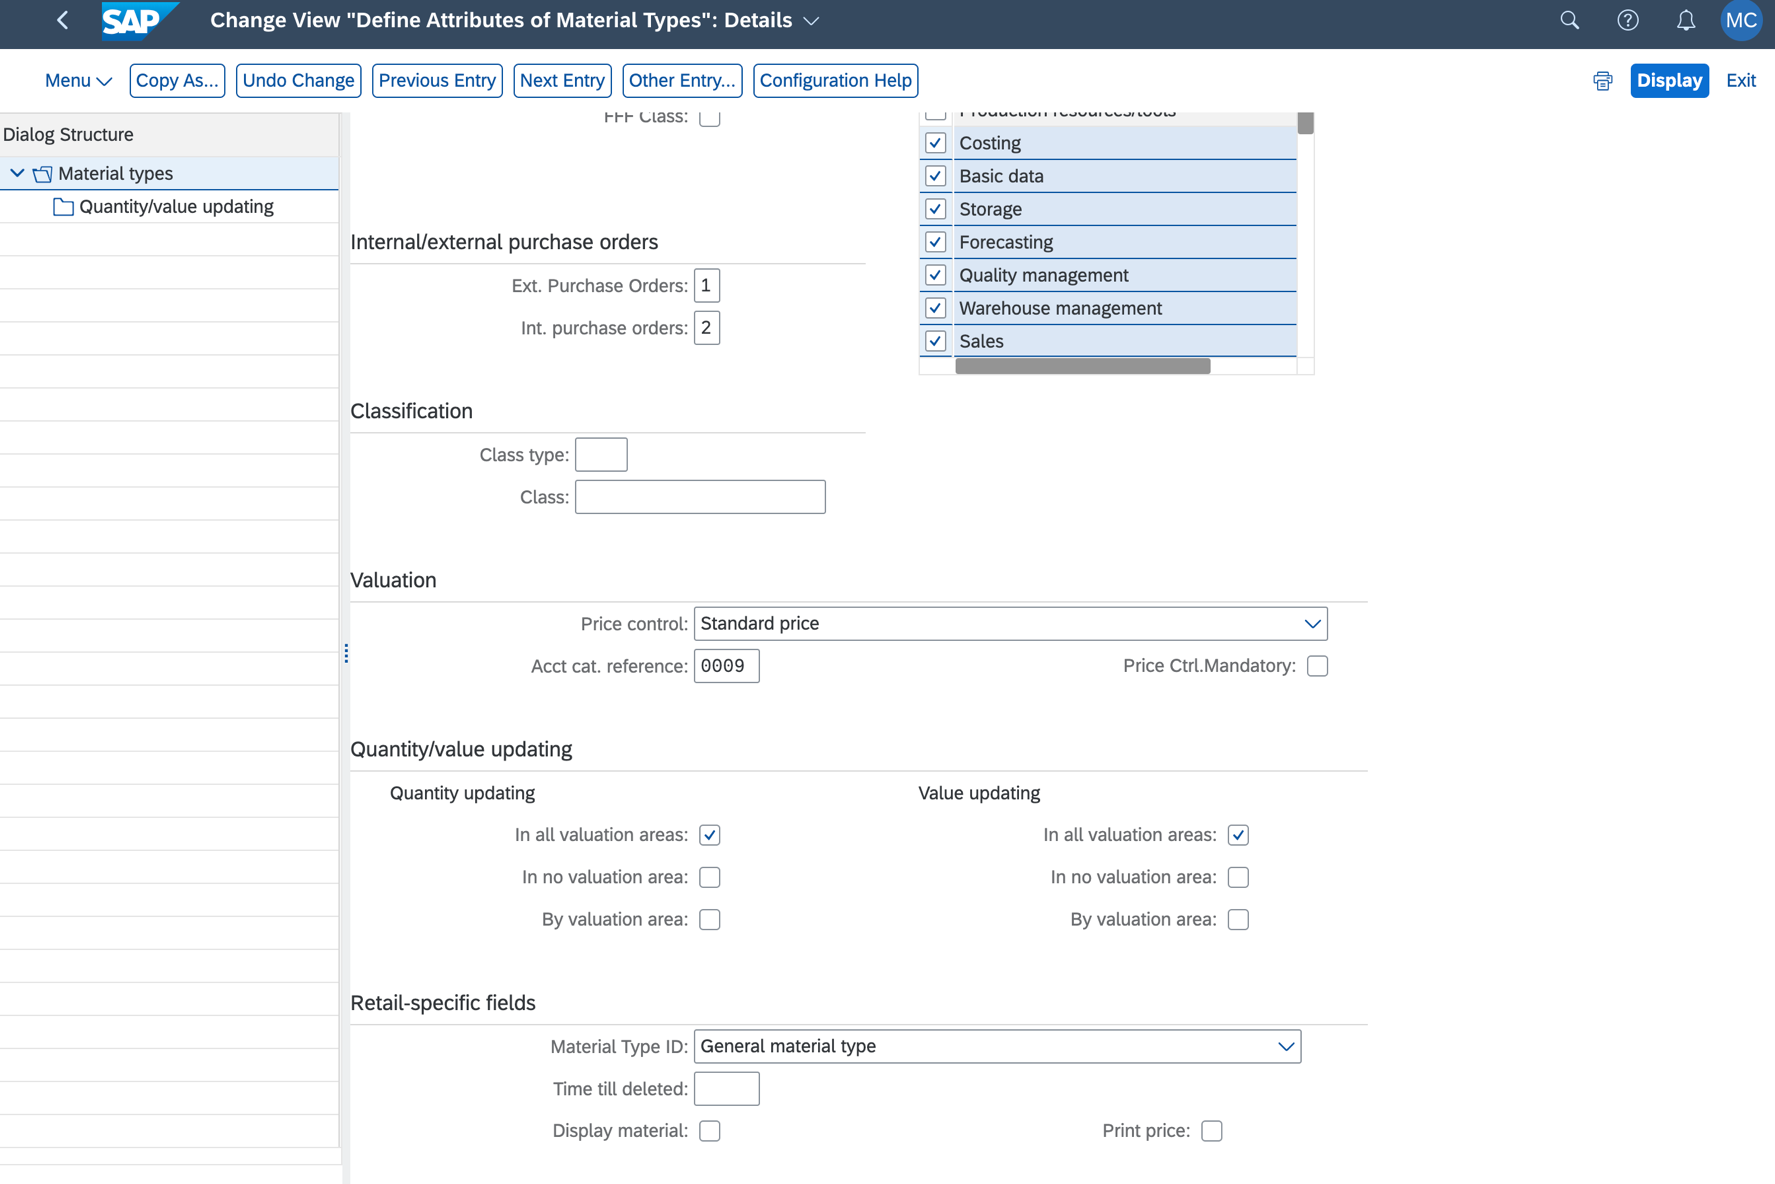 SAP
Change View "Define Attributes of Material Types": Details
MC
Menu
Copy As...
Undo Change
Previous Entry
Next Entry
Other Entry...
Configuration Help
Display
Exit
Dialog Structure
Material types
Quantity/value updating
FFF Class:
Production resources/tools
Costing
Basic data
Storage
Forecasting
Quality management
Warehouse management
Sales
Internal/external purchase orders
Ext. Purchase Orders: 1
Int. purchase orders: 2
Classification
Class type:
Class:
Valuation
Price control: Standard price
Acct cat. reference: 0009
Price Ctrl.Mandatory:
Quantity/value updating
Quantity updating
Value updating
In all valuation areas:
In all valuation areas:
In no valuation area:
In no valuation area:
By valuation area:
By valuation area:
Retail-specific fields
Material Type ID: General material type
Time till deleted:
Display material:
Print price: